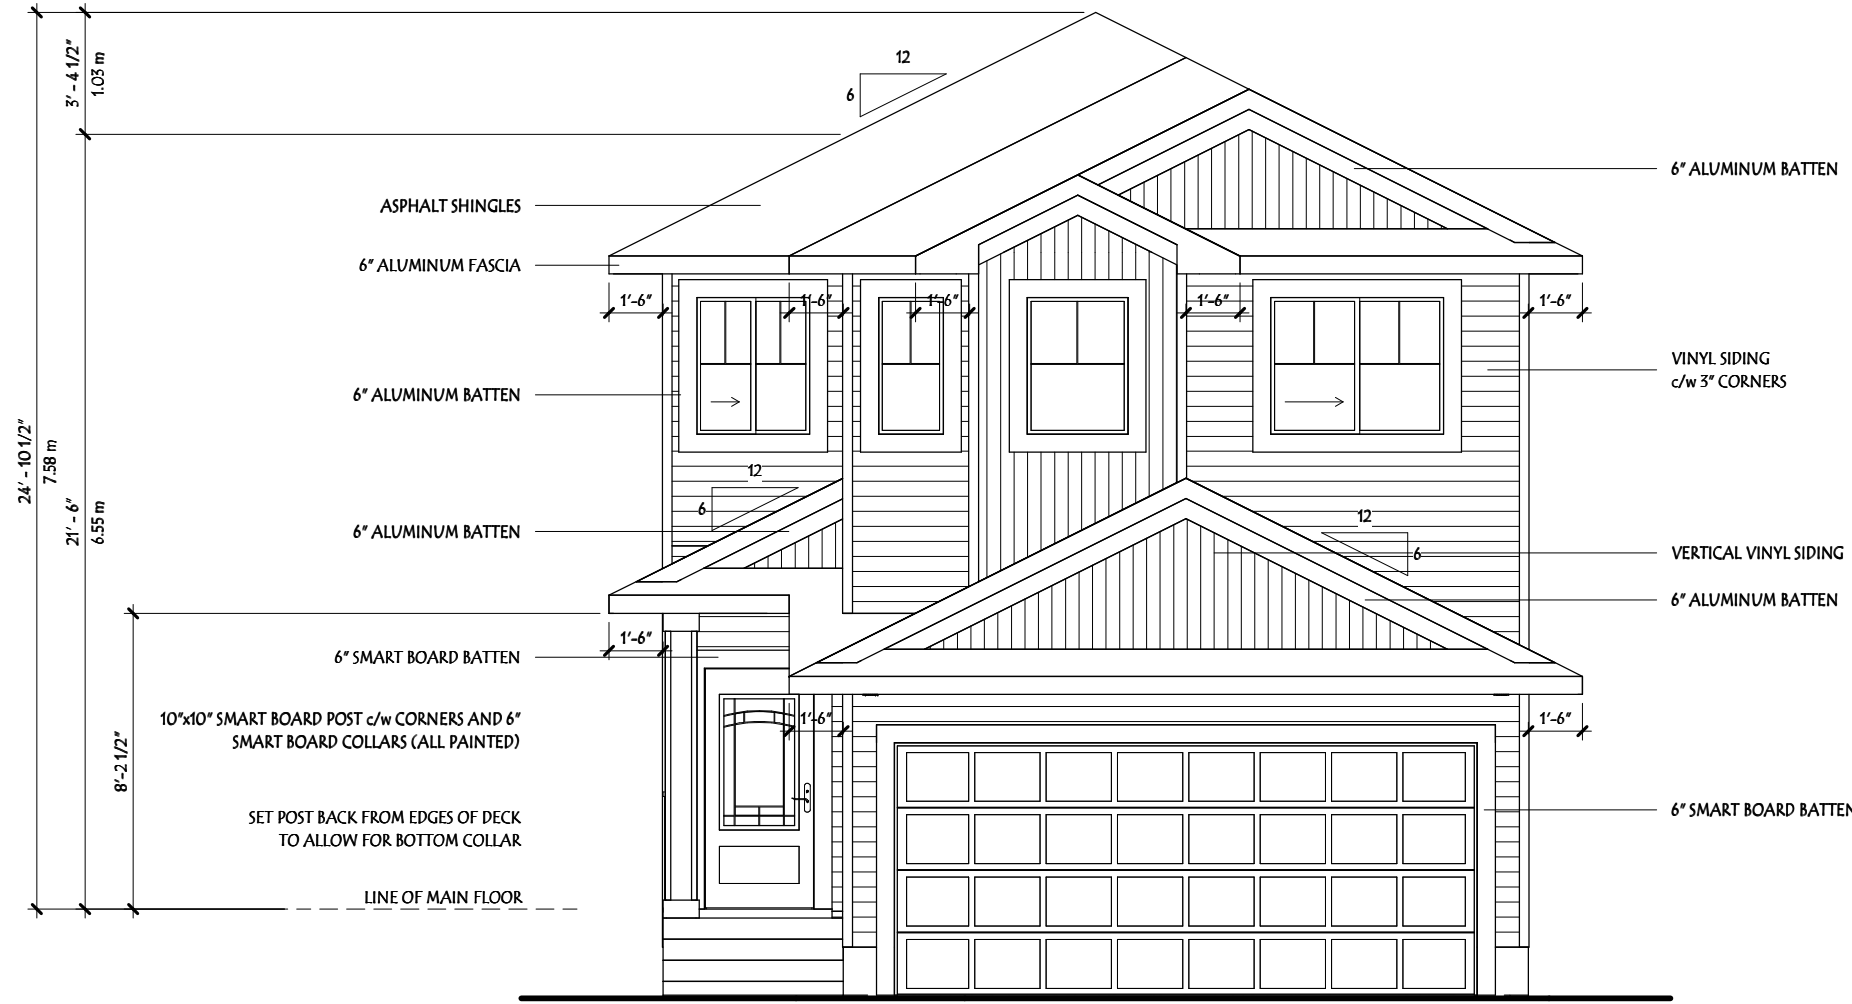 12
6
3' - 4 1/2"
1.03 m
6" ALUMINUM BATTEN
ASPHALT SHINGLES
6" ALUMINUM FASCIA
1'-6"
1'-6"
1'-6"
1'-6"
1'-6"
VINYL SIDING
c/w 3" CORNERS
6" ALUMINUM BATTEN
24' - 10 1/2"
7.58 m
21' - 6"
6.55 m
12
6
12
6
6" ALUMINUM BATTEN
VERTICAL VINYL SIDING
6" ALUMINUM BATTEN
1'-6"
6" SMART BOARD BATTEN
10"x10" SMART BOARD POST c/w CORNERS AND 6"
SMART BOARD COLLARS (ALL PAINTED)
1'-6"
1'-6"
8'-2 1/2"
SET POST BACK FROM EDGES OF DECK
TO ALLOW FOR BOTTOM COLLAR
6" SMART BOARD BATTEN
LINE OF MAIN FLOOR